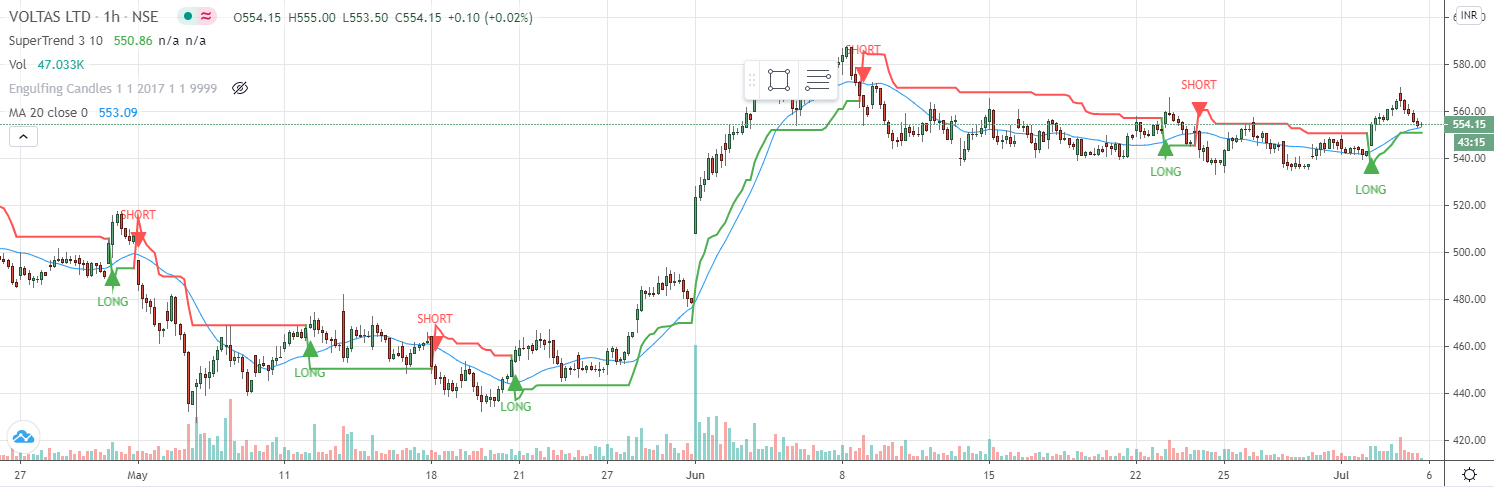 VOLTAS LTD · 1h · NSE O554.15 H555.00 L553.50 C554.15 +0.10 (+0.02%)
SuperTrend 3 10 550.86 n/a n/a
Vol 47.033K
Engulfing Candles 1 1 2017 1 1 9999
MA 20 close 0 553.09
INR
580.00
560.00
554.15
43:15
540.00
520.00
500.00
480.00
460.00
440.00
420.00
SHORT
SHORT
LONG
LONG
SHORT
LONG
SHORT
LONG
LONG
27 May 11 18 21 27 Jun 8 15 22 25 Jul 6